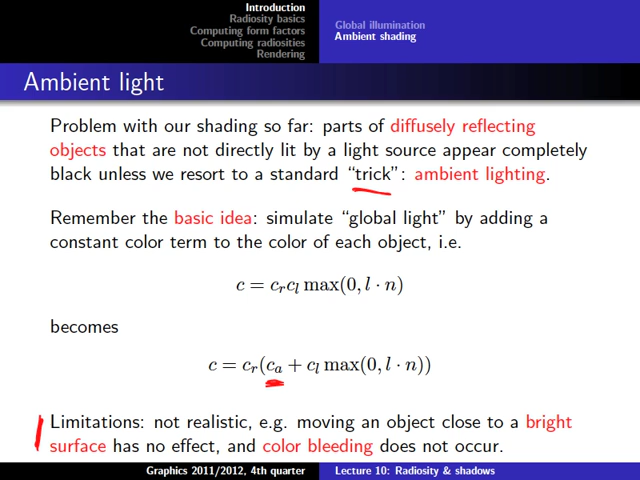 Introduction
Radiosity basics
Computing form factors
Computing radiosities
Rendering
Global illumination
Ambient shading
Ambient light
Problem with our shading so far: parts of diffusely reflecting
objects that are not directly lit by a light source appear completely
black unless we resort to a standard “trick”: ambient lighting.
Remember the basic idea: simulate “global light” by adding a
constant color term to the color of each object, i.e.
c = cᵣcₗ max(0, l · n)
becomes
c = cᵣ(cₐ + cₗ max(0, l · n))
Limitations: not realistic, e.g. moving an object close to a bright
surface has no effect, and color bleeding does not occur.
Graphics 2011/2012, 4th quarter
Lecture 10: Radiosity & shadows